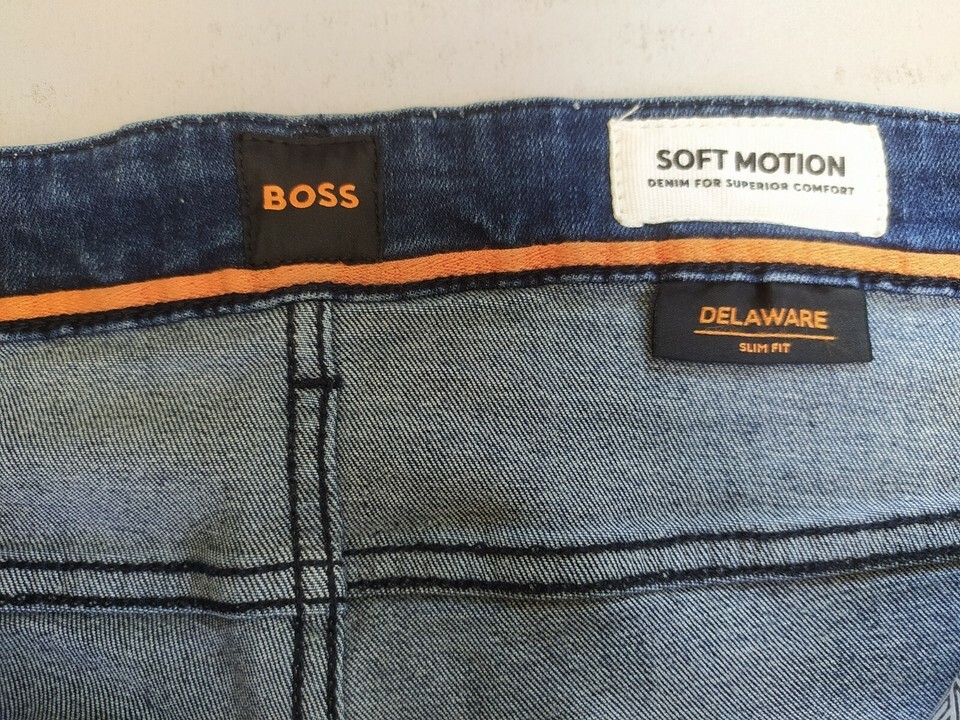 BOSS
SOFT MOTION
DENIM FOR SUPERIOR COMFORT
DELAWARE
SLIM FIT